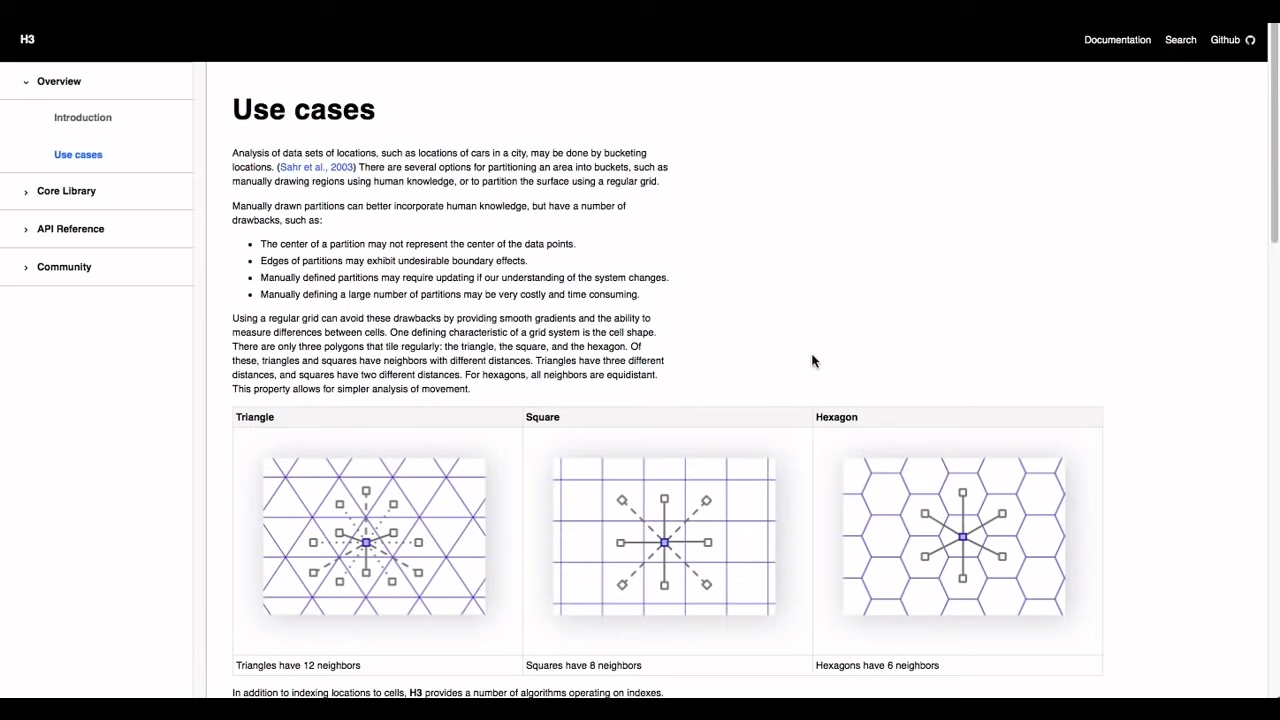 H3
Documentation Search Github
Overview
Introduction
Use cases
Core Library
API Reference
Community
Use cases
Analysis of data sets of locations, such as locations of cars in a city, may be done by bucketing
locations. (Sahr et al., 2003) There are several options for partitioning an area into buckets, such as
manually drawing regions using human knowledge, or to partition the surface using a regular grid.
Manually drawn partitions can better incorporate human knowledge, but have a number of
drawbacks, such as:
• The center of a partition may not represent the center of the data points.
• Edges of partitions may exhibit undesirable boundary effects.
• Manually defined partitions may require updating if our understanding of the system changes.
• Manually defining a large number of partitions may be very costly and time consuming.
Using a regular grid can avoid these drawbacks by providing smooth gradients and the ability to
measure differences between cells. One defining characteristic of a grid system is the cell shape.
There are only three polygons that tile regularly: the triangle, the square, and the hexagon. Of
these, triangles and squares have neighbors with different distances. Triangles have three different
distances, and squares have two different distances. For hexagons, all neighbors are equidistant.
This property allows for simpler analysis of movement.
Triangle Square Hexagon
Triangles have 12 neighbors Squares have 8 neighbors Hexagons have 6 neighbors
In addition to indexing locations to cells, H3 provides a number of algorithms operating on indexes.